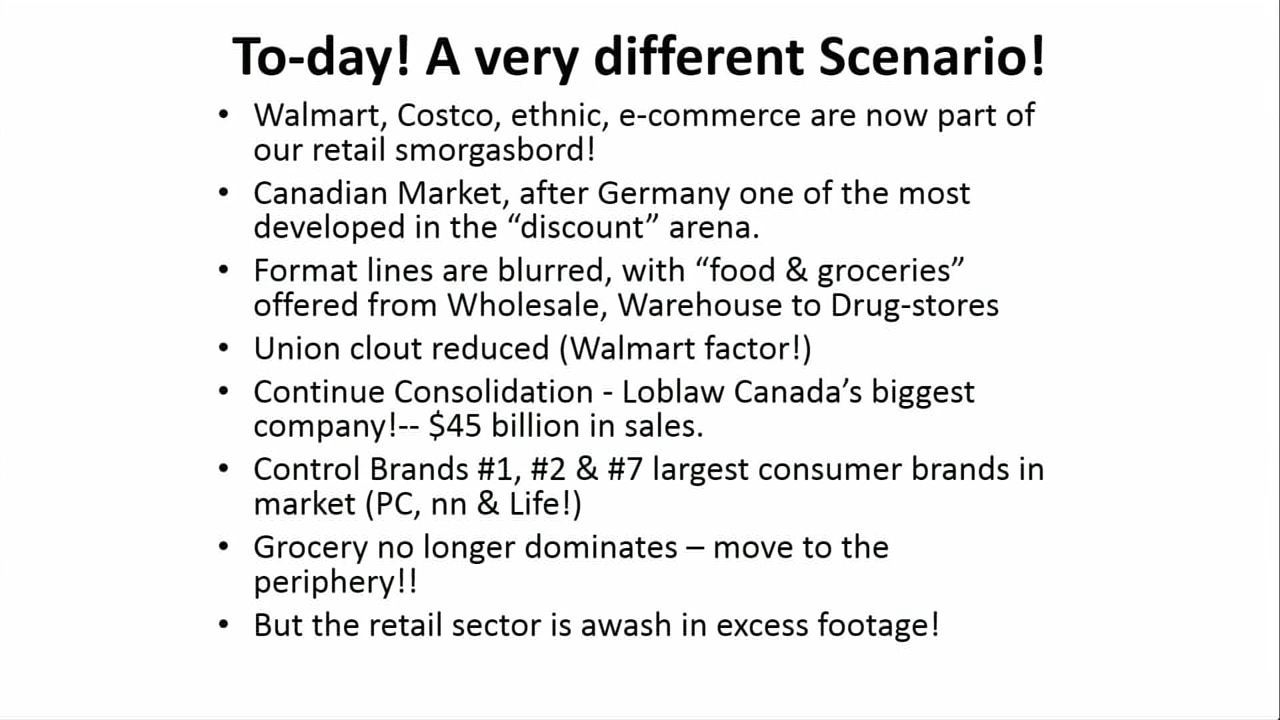 To-day! A very different Scenario!
• Walmart, Costco, ethnic, e-commerce are now part of
our retail smorgasbord!
• Canadian Market, after Germany one of the most
developed in the “discount” arena.
• Format lines are blurred, with “food & groceries”
offered from Wholesale, Warehouse to Drug-stores
• Union clout reduced (Walmart factor!)
• Continue Consolidation - Loblaw Canada’s biggest
company!-- $45 billion in sales.
• Control Brands #1, #2 & #7 largest consumer brands in
market (PC, nn & Life!)
• Grocery no longer dominates – move to the
periphery!!
• But the retail sector is awash in excess footage!